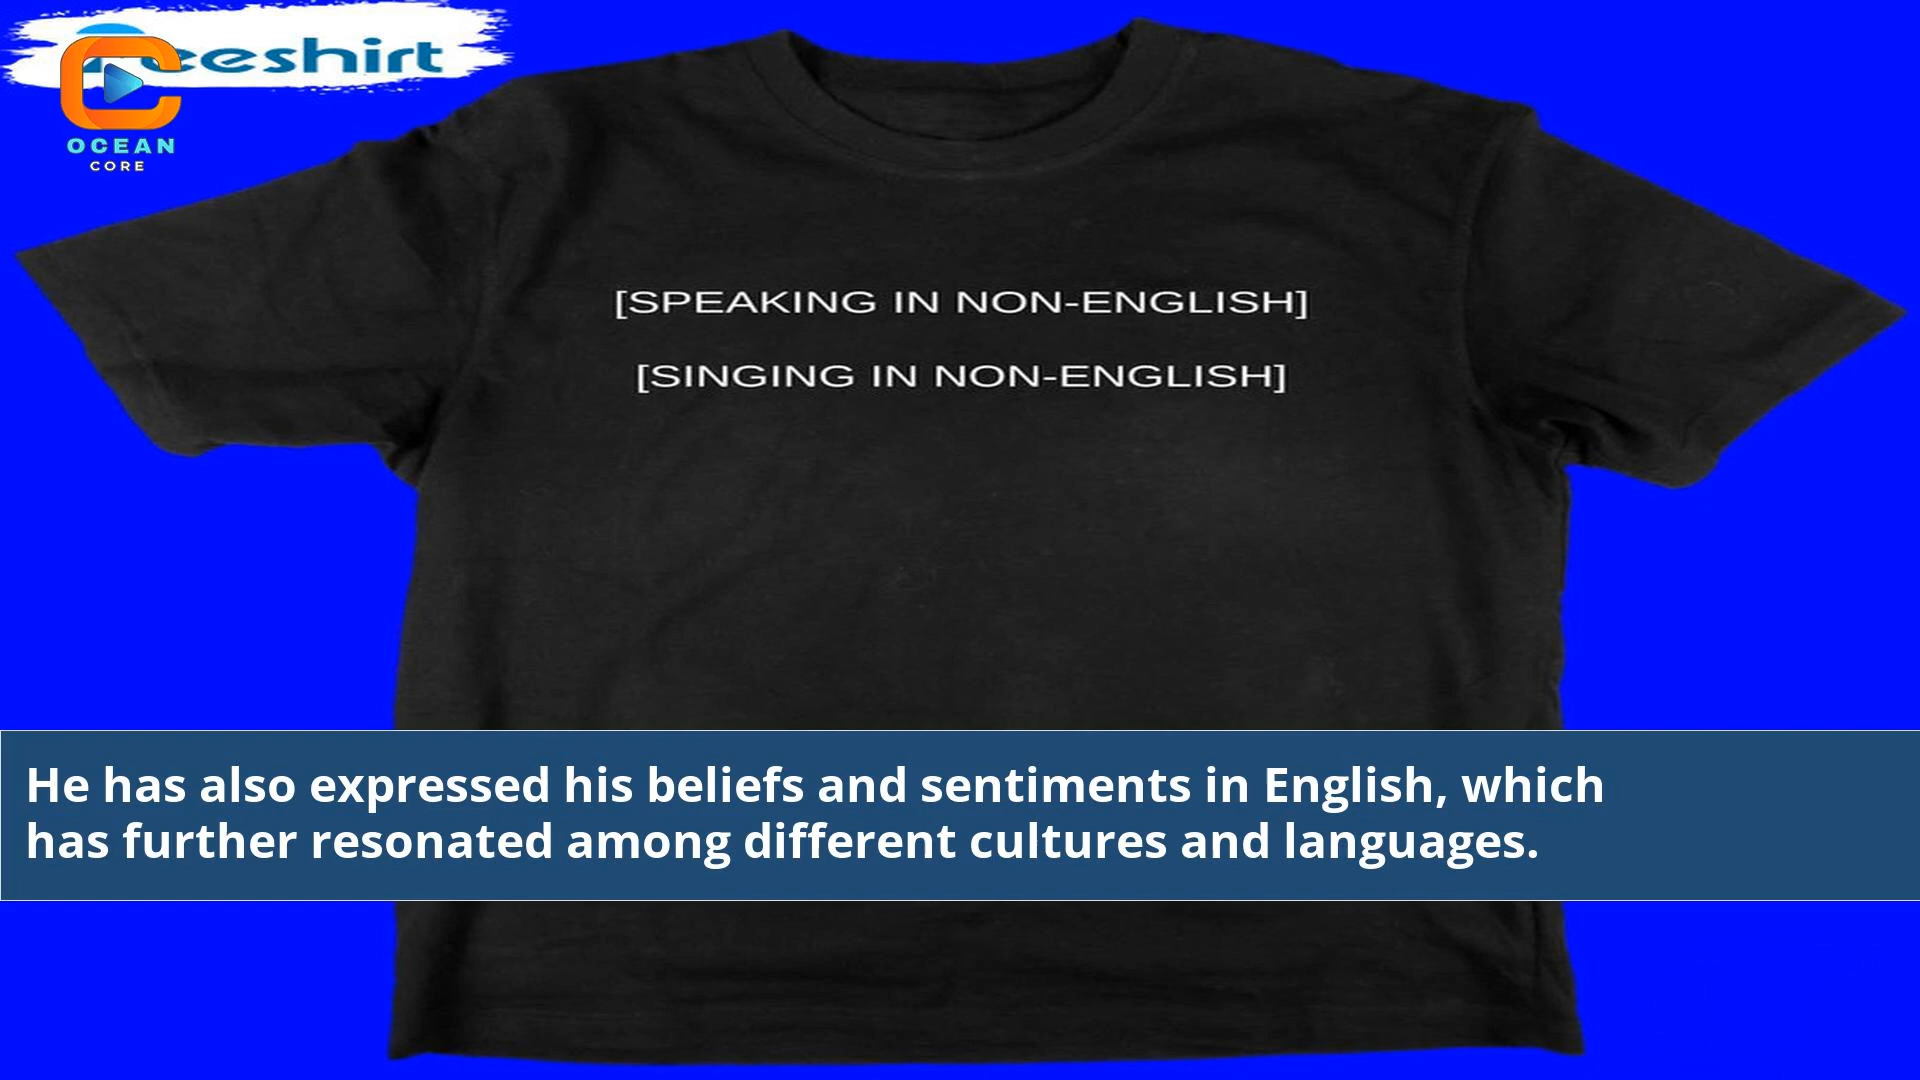 eeshirt
OCEAN
CORE
[SPEAKING IN NON-ENGLISH]
[SINGING IN NON-ENGLISH]
He has also expressed his beliefs and sentiments in English, which
has further resonated among different cultures and languages.